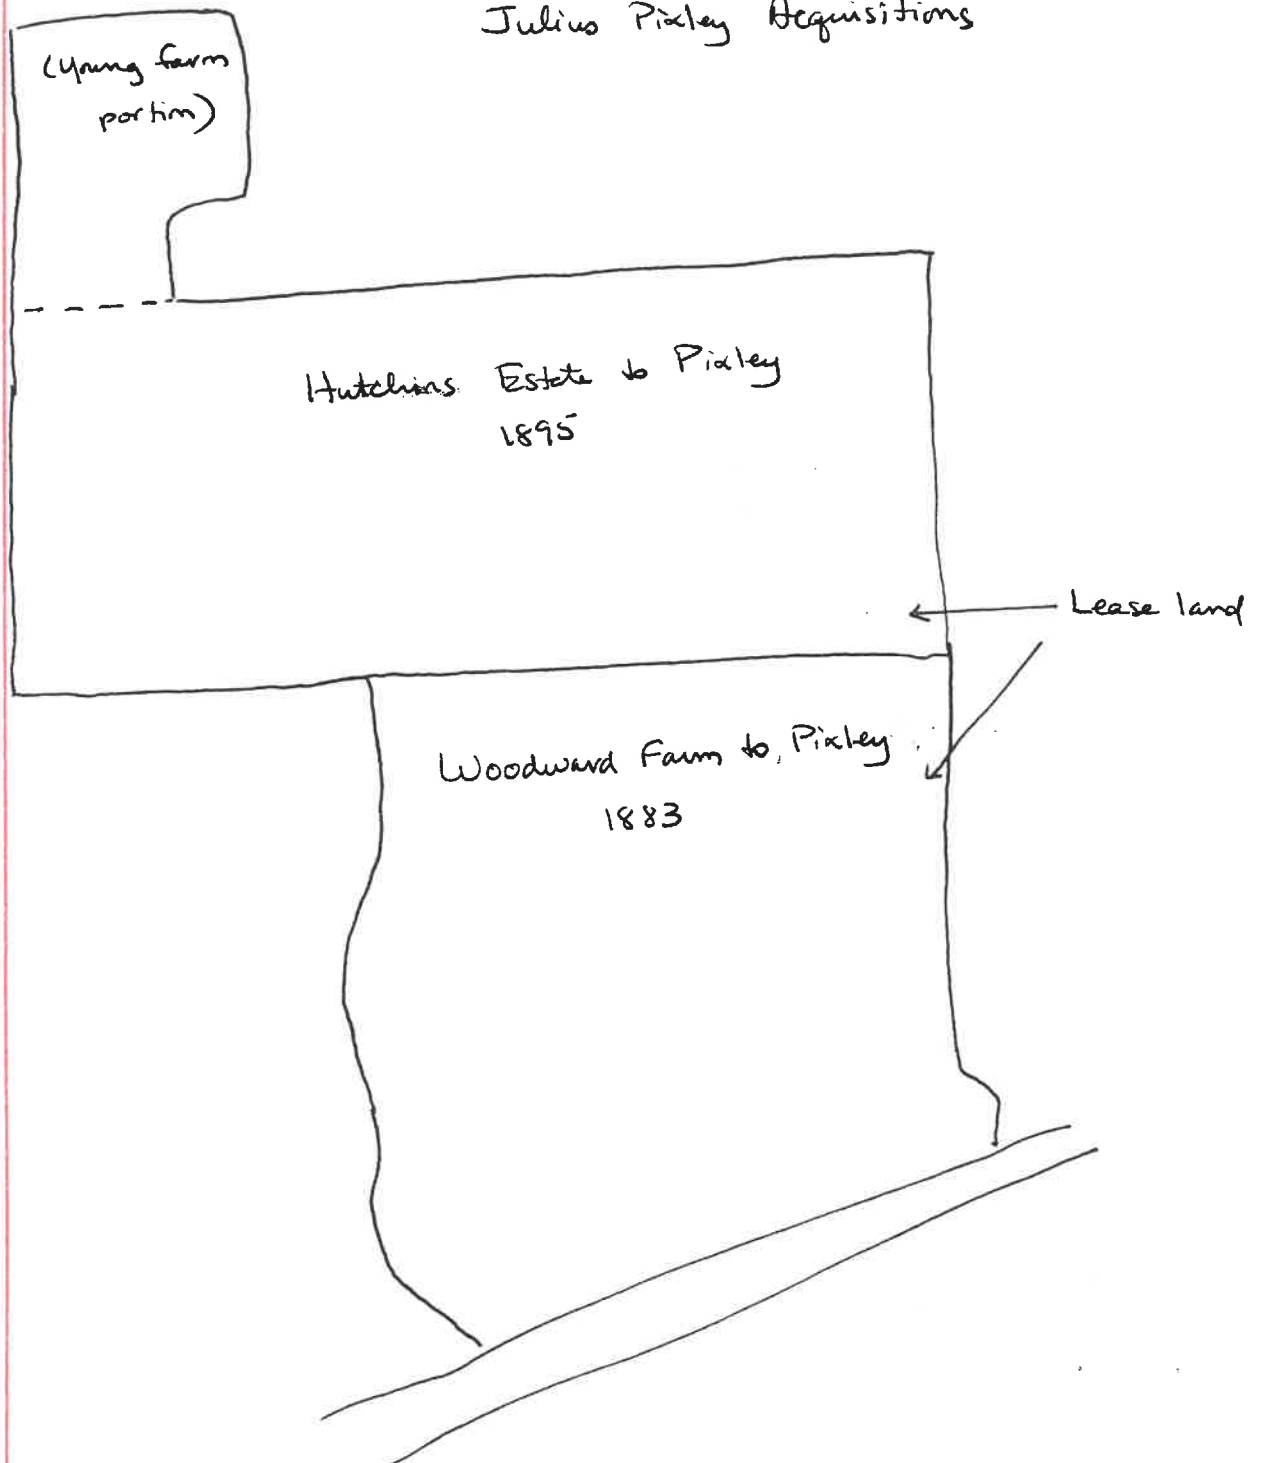 Julius Pixley Acquisitions
(Young farm
portion)
Hutchins Estate to Pixley
1895
Lease land
Woodward Farm to Pixley
1883